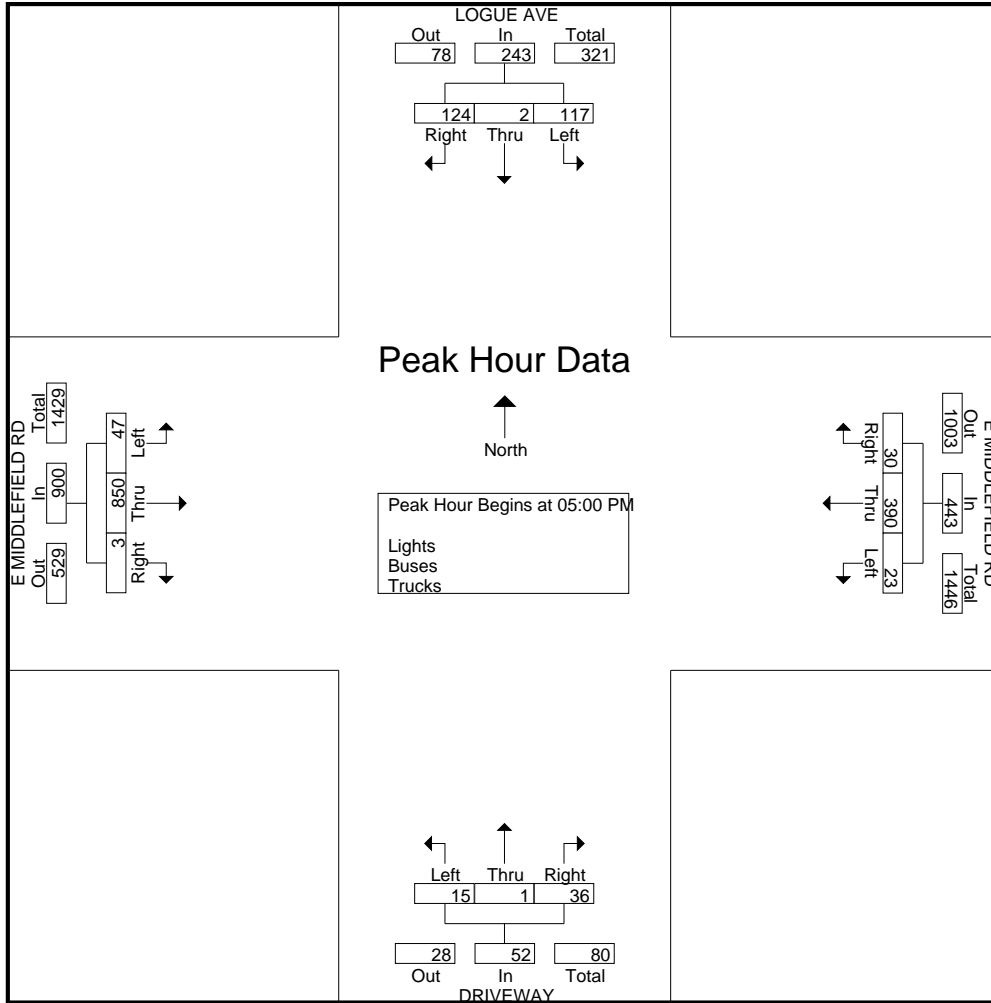 LOGUE AVE
Out In Total
78 243 321
124 2 117
Right Thru Left
Peak Hour Data
North
Peak Hour Begins at 05:00 PM
Lights
Buses
Trucks
E MIDDLEFIELD RD
Out In Total
529 900 1429
3 850 47
Right Thru Left
E MIDDLEFIELD RD
Out In Total
1003 443 1446
30 390 23
Right Thru Left
Left Thru Right
15 1 36
28 52 80
Out In Total
DRIVEWAY